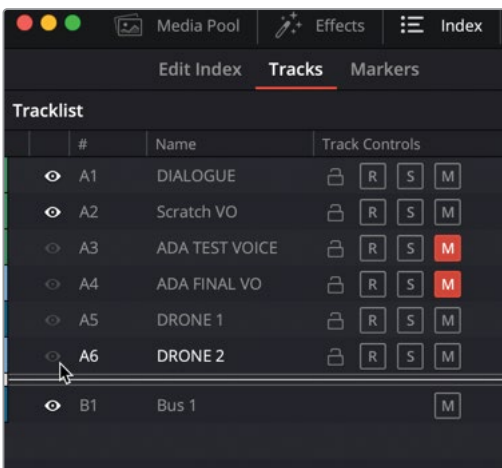 Media Pool Effects Index
Edit Index Tracks Markers
Tracklist
# Name Track Controls
A1 DIALOGUE R S M
A2 Scratch VO R S M
A3 ADA TEST VOICE R S M
A4 ADA FINAL VO R S M
A5 DRONE 1 R S M
A6 DRONE 2 R S M
B1 Bus 1 M